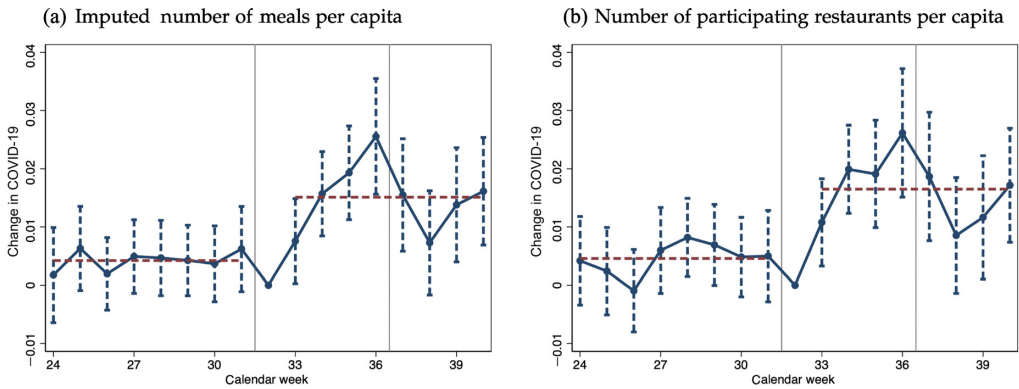 (a) Imputed number of meals per capita
(b) Number of participating restaurants per capita
Change in COVID-19
0.04
0.03
0.02
0.01
0
−0.01
24 27 30 33 36 39
Calendar week
Change in COVID-19
0.04
0.03
0.02
0.01
0
−0.01
24 27 30 33 36 39
Calendar week